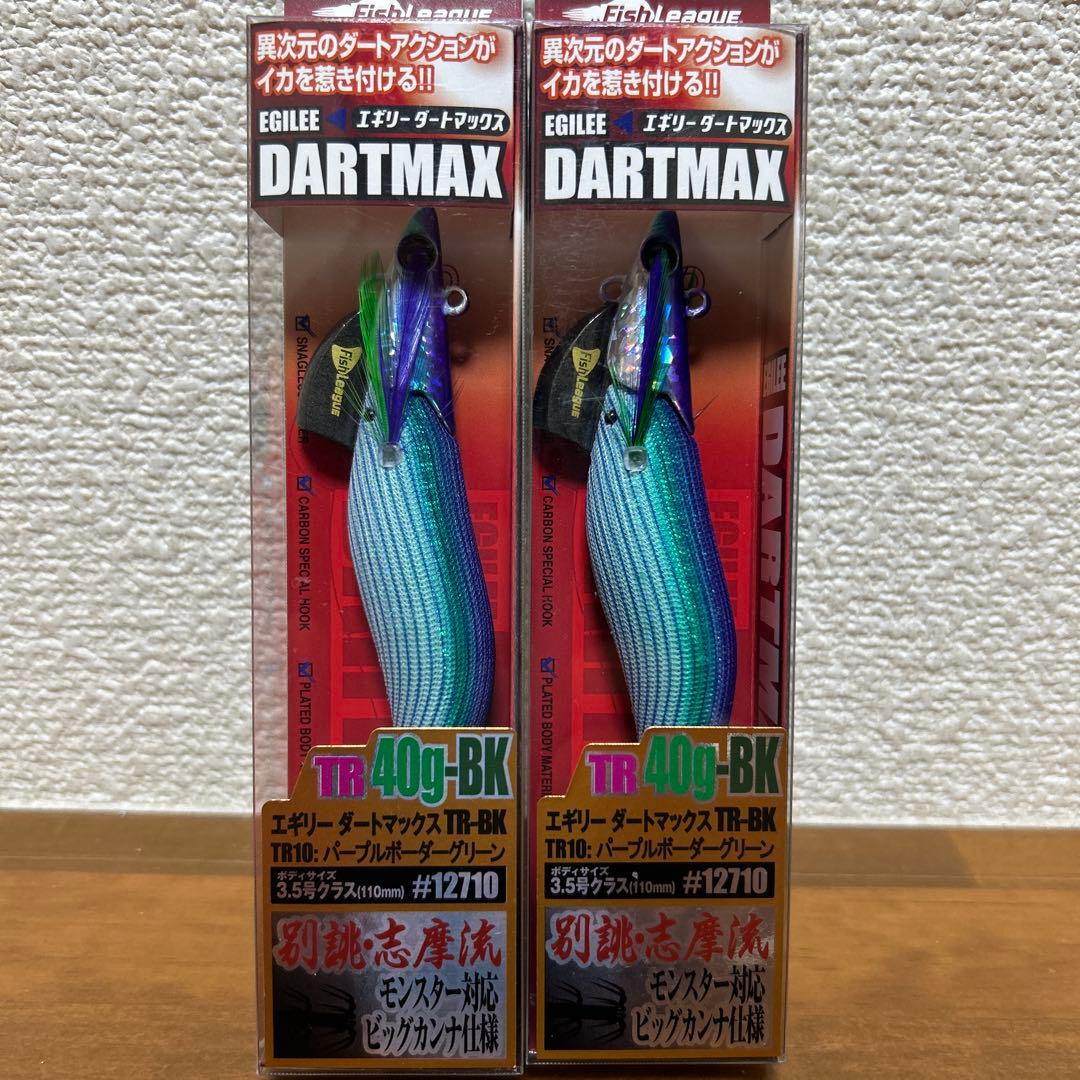 FishLeague
異次元のダートアクションが
イカを惹き付ける!!
EGILEE エギリーダートマックス
DARTMAX
FishLeague
SNAGLESS
CARBON SPECIAL HOOK
PLATED BODY
TR 40g-BK
エギリー ダートマックス TR-BK
TR10: パープルボーダーグリーン
ボディサイズ
3.5号クラス(110mm) #12710
別誂・志摩流
モンスター対応
ビッグカンナ仕様
FishLeague
異次元のダートアクションが
イカを惹き付ける!!
EGILEE エギリーダートマックス
DARTMAX
FishLeague
CARBON SPECIAL HOOK
PLATED BODY MATER
TR 40g-BK
エギリー ダートマックス TR-BK
TR10: パープルボーダーグリーン
ボディサイズ
3.5号クラス(110mm) #12710
別誂・志摩流
モンスター対応
ビッグカンナ仕様